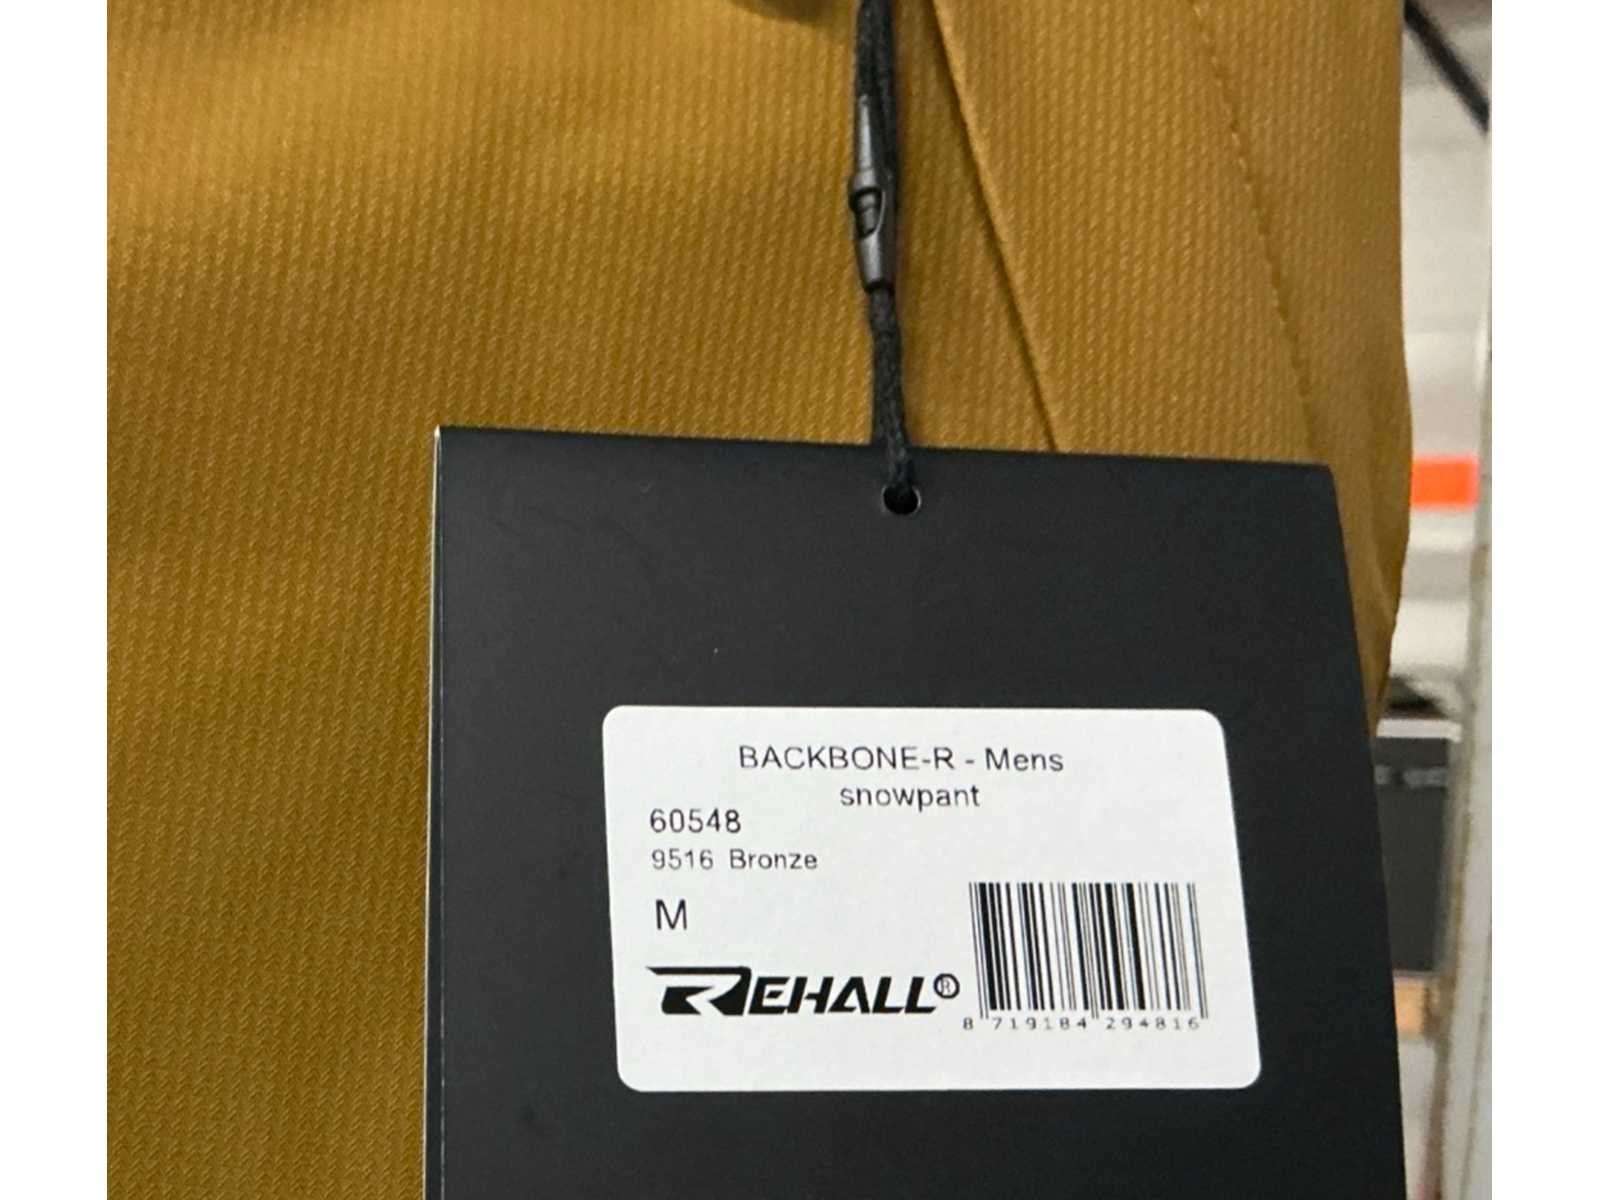 BACKBONE-R - Mens
snowpant
60548
9516 Bronze
M
REHALL®
8 719184 294816